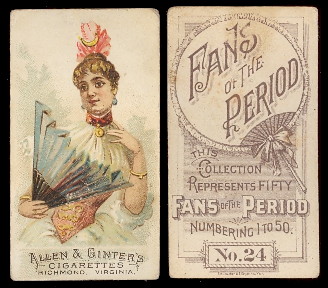 ALLEN & GINTER'S
CIGARETTES
RICHMOND, VIRGINIA.
FANS
OF THE
PERIOD
THIS
COLLECTION
REPRESENTS FIFTY
FANS OF THE PERIOD
NUMBERING 1 TO 50.
No. 24